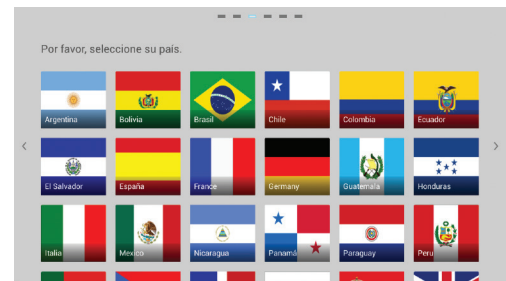 Por favor, seleccione su país.
Argentina Bolivia Brasil Chile Colombia Ecuador
El Salvador España France Germany Guatemala Honduras
Italia Mexico Nicaragua Panamá Paraguay Peru